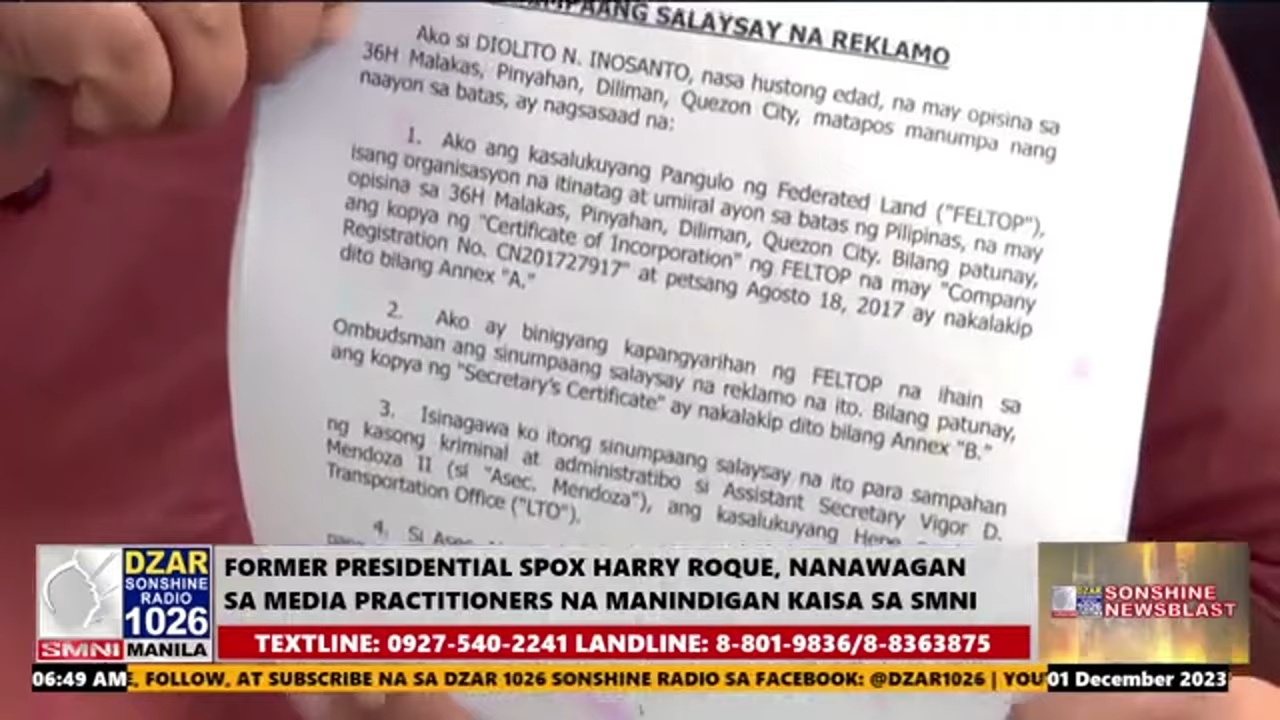 SALAYSAY NA REKLAMO
Ako si DIOLITO N. INOSANTO, nasa hustong edad, na may opisina sa
36H Malakas, Pinyahan, Diliman, Quezon City, matapos manumpa nang
naayon sa batas, ay nagsasaad na:
1. Ako ang kasalukuyang Pangulo ng Federated Land ("FELTOP"),
isang organisasyon na itinatag at umiiral ayon sa batas ng Pilipinas, na may
opisina sa 36H Malakas, Pinyahan, Diliman, Quezon City. Bilang patunay,
ang kopya ng "Certificate of Incorporation" ng FELTOP na may "Company
Registration No. CN201727917" at petsang Agosto 18, 2017 ay nakalakip
dito bilang Annex "A."
2. Ako ay binigyang kapangyarihan ng FELTOP na ihain sa
Ombudsman ang sinumpaang salaysay na reklamo na ito. Bilang patunay,
ang kopya ng "Secretary's Certificate" ay nakalakip dito bilang Annex "B."
3. Isinagawa ko itong sinumpaang salaysay na ito para sampahan
ng kasong kriminal at administratibo si Assistant Secretary Vigor D.
Mendoza II (si "Asec. Mendoza"), ang kasalukuyang
Transportation Office ("LTO").
4. Si Asec.
DZAR
SONSHINE
RADIO
1026
SMNI MANILA
FORMER PRESIDENTIAL SPOX HARRY ROQUE, NANAWAGAN
SA MEDIA PRACTITIONERS NA MANINDIGAN KAISA SA SMNI
TEXTLINE: 0927-540-2241 LANDLINE: 8-801-9836/8-8363875
SONSHINE
NEWSBLAST
06:49 AM
E, FOLLOW, AT SUBSCRIBE NA SA DZAR 1026 SONSHINE RADIO SA FACEBOOK: @DZAR1026 | YOU
01 December 2023